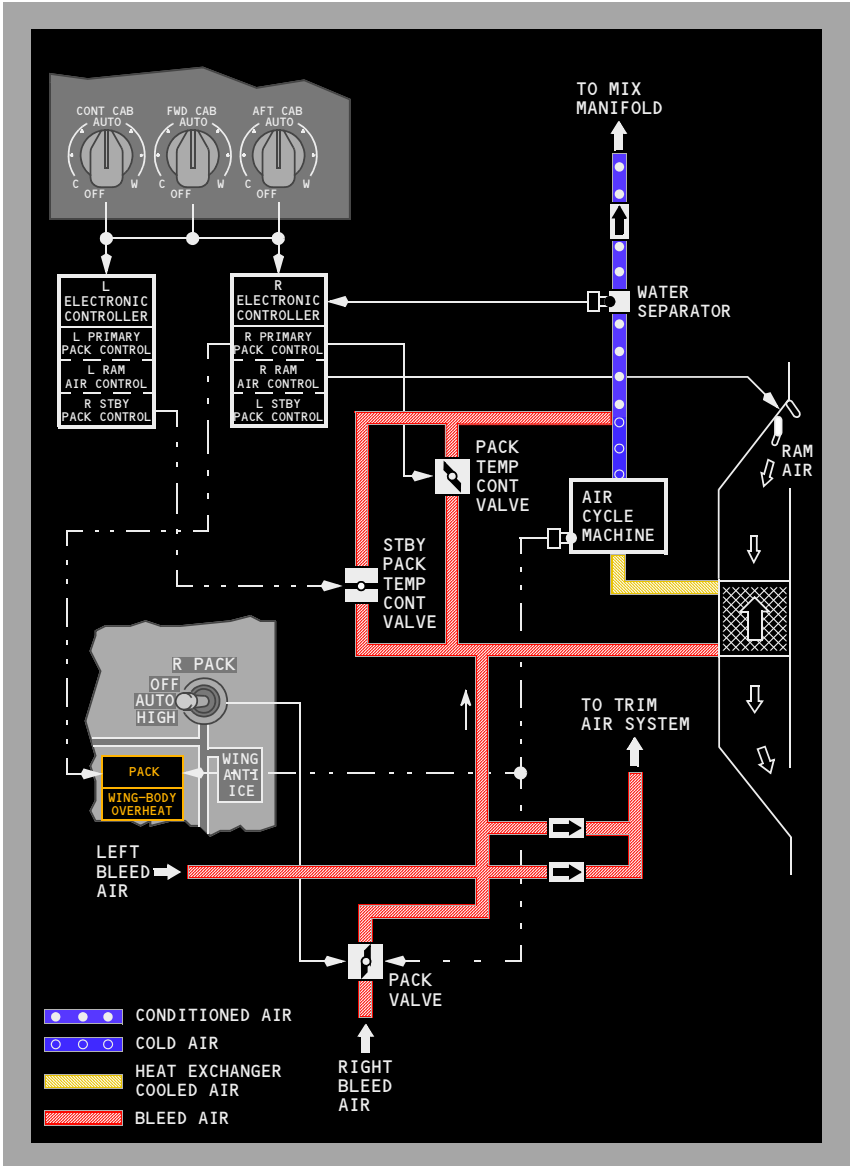 CONT CAB
AUTO
C
W
OFF
FWD CAB
AUTO
C
W
OFF
AFT CAB
AUTO
C
W
OFF
TO MIX
MANIFOLD
L
ELECTRONIC
CONTROLLER
L PRIMARY
PACK CONTROL
L RAM
AIR CONTROL
R STBY
PACK CONTROL
R
ELECTRONIC
CONTROLLER
R PRIMARY
PACK CONTROL
R RAM
AIR CONTROL
L STBY
PACK CONTROL
WATER
SEPARATOR
RAM
AIR
PACK
TEMP
CONT
VALVE
AIR
CYCLE
MACHINE
STBY
PACK
TEMP
CONT
VALVE
R PACK
OFF
AUTO
HIGH
PACK
WING-BODY
OVERHEAT
WING
ANTI
ICE
TO TRIM
AIR SYSTEM
LEFT
BLEED
AIR
PACK
VALVE
RIGHT
BLEED
AIR
CONDITIONED AIR
COLD AIR
HEAT EXCHANGER
COOLED AIR
BLEED AIR